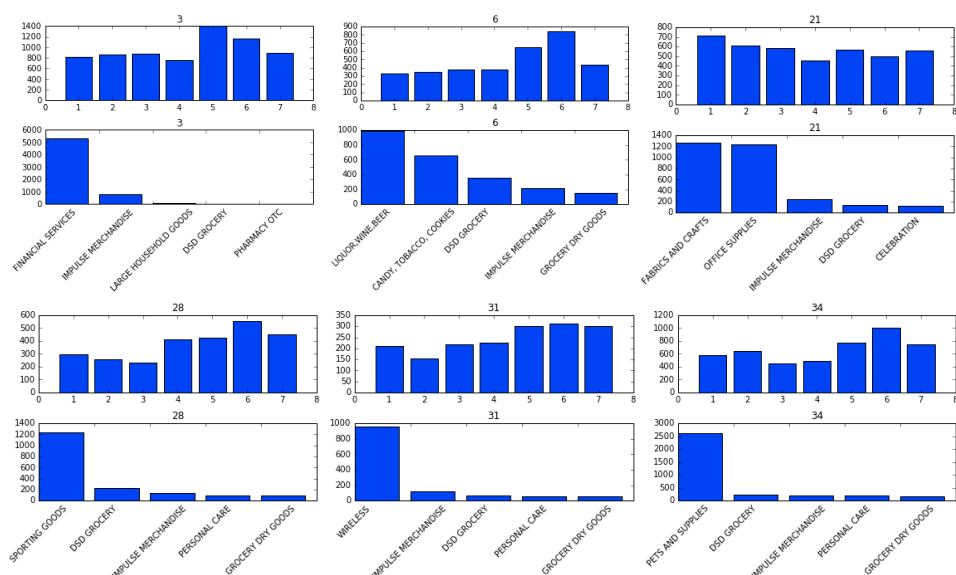 3
1400
1200
1000
800
600
400
200
0
0 1 2 3 4 5 6 7 8
6
900
800
700
600
500
400
300
200
100
0
0 1 2 3 4 5 6 7 8
21
800
700
600
500
400
300
200
100
0
0 1 2 3 4 5 6 7 8
3
6000
5000
4000
3000
2000
1000
0
FINANCIAL SERVICES
IMPULSE MERCHANDISE
LARGE HOUSEHOLD GOODS
DSD GROCERY
PHARMACY OTC
6
1000
800
600
400
200
0
LIQUOR,WINE,BEER
CANDY, TOBACCO, COOKIES
DSD GROCERY
IMPULSE MERCHANDISE
GROCERY DRY GOODS
21
1400
1200
1000
800
600
400
200
0
FABRICS AND CRAFTS
OFFICE SUPPLIES
IMPULSE MERCHANDISE
DSD GROCERY
CELEBRATION
28
600
500
400
300
200
100
0
0 1 2 3 4 5 6 7 8
31
350
300
250
200
150
100
50
0
0 1 2 3 4 5 6 7 8
34
1200
1000
800
600
400
200
0
0 1 2 3 4 5 6 7 8
28
1400
1200
1000
800
600
400
200
0
SPORTING GOODS
DSD GROCERY
IMPULSE MERCHANDISE
PERSONAL CARE
GROCERY DRY GOODS
31
1000
800
600
400
200
0
WIRELESS
IMPULSE MERCHANDISE
DSD GROCERY
PERSONAL CARE
GROCERY DRY GOODS
34
3000
2500
2000
1500
1000
500
0
PETS AND SUPPLIES
DSD GROCERY
IMPULSE MERCHANDISE
PERSONAL CARE
GROCERY DRY GOODS